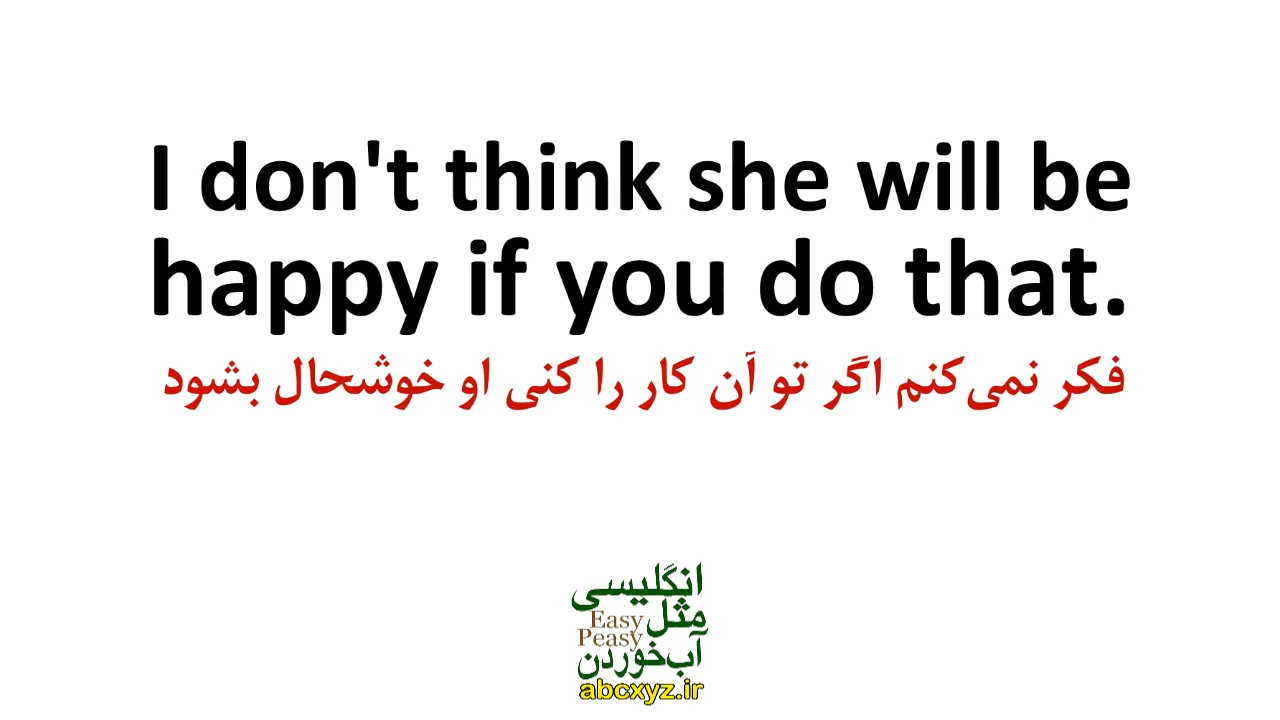 I don't think she will be
happy if you do that.
فکر نمی‌کنم اگر تو آن کار را کنی او خوشحال بشود
انگلیسی
مثل
Easy
Peasy
آب‌خوردن
abcxyz.ir